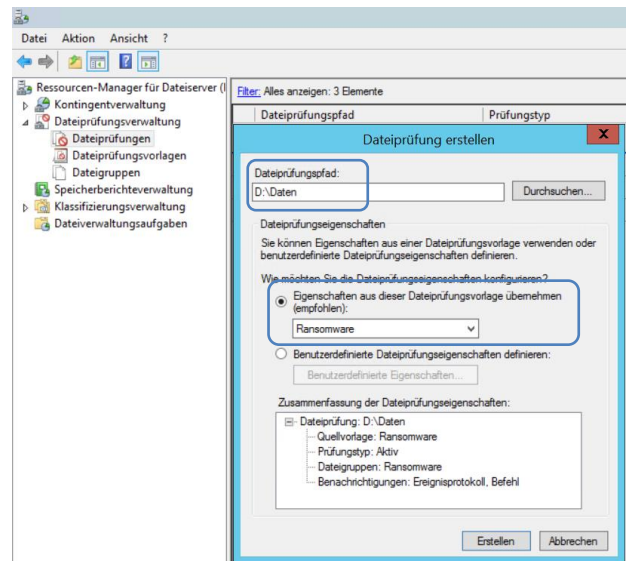 Datei Aktion Ansicht ?
Ressourcen-Manager für Dateiserver (l
Kontingentverwaltung
Dateiprüfungsverwaltung
Dateiprüfungen
Dateiprüfungsvorlagen
Dateigruppen
Speicherberichteverwaltung
Klassifizierungsverwaltung
Dateiverwaltungsaufgaben
Filter: Alles anzeigen: 3 Elemente
Dateiprüfungspfad Prüfungstyp
Dateiprüfung erstellen x
Dateiprüfungspfad:
D:\Daten Durchsuchen...
Dateiprüfungseigenschaften
Sie können Eigenschaften aus einer Dateiprüfungsvorlage verwenden oder
benutzerdefinierte Dateiprüfungseigenschaften definieren.
Wie möchten Sie die Dateiprüfungseigenschaften konfigurieren?
Eigenschaften aus dieser Dateiprüfungsvorlage übernehmen
(empfohlen):
Ransomware
Benutzerdefinierte Dateiprüfungseigenschaften definieren:
Benutzerdefinierte Eigenschaften...
Zusammenfassung der Dateiprüfungseigenschaften:
Dateiprüfung: D:\Daten
Quellvorlage: Ransomware
Prüfungstyp: Aktiv
Dateigruppen: Ransomware
Benachrichtigungen: Ereignisprotokoll, Befehl
Erstellen Abbrechen